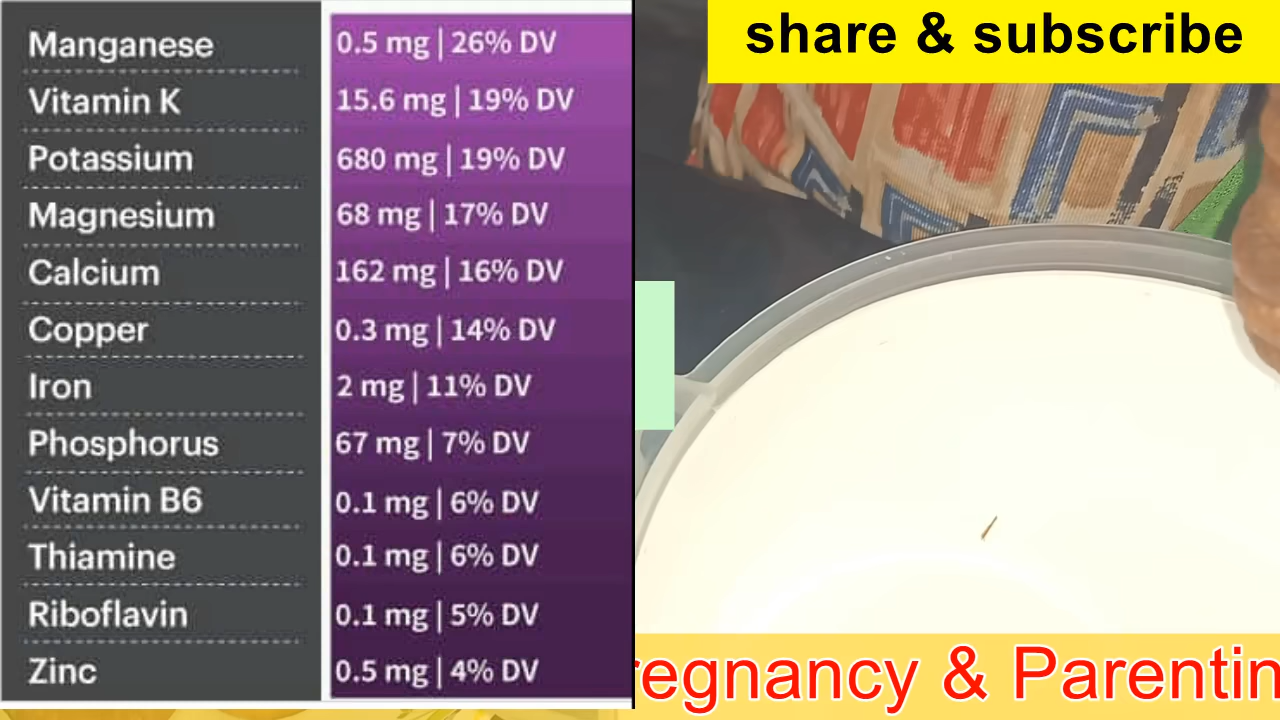 Manganese 0.5 mg | 26% DV
Vitamin K 15.6 mg | 19% DV
Potassium 680 mg | 19% DV
Magnesium 68 mg | 17% DV
Calcium 162 mg | 16% DV
Copper 0.3 mg | 14% DV
Iron 2 mg | 11% DV
Phosphorus 67 mg | 7% DV
Vitamin B6 0.1 mg | 6% DV
Thiamine 0.1 mg | 6% DV
Riboflavin 0.1 mg | 5% DV
Zinc 0.5 mg | 4% DV
share & subscribe
regnancy & Parentin